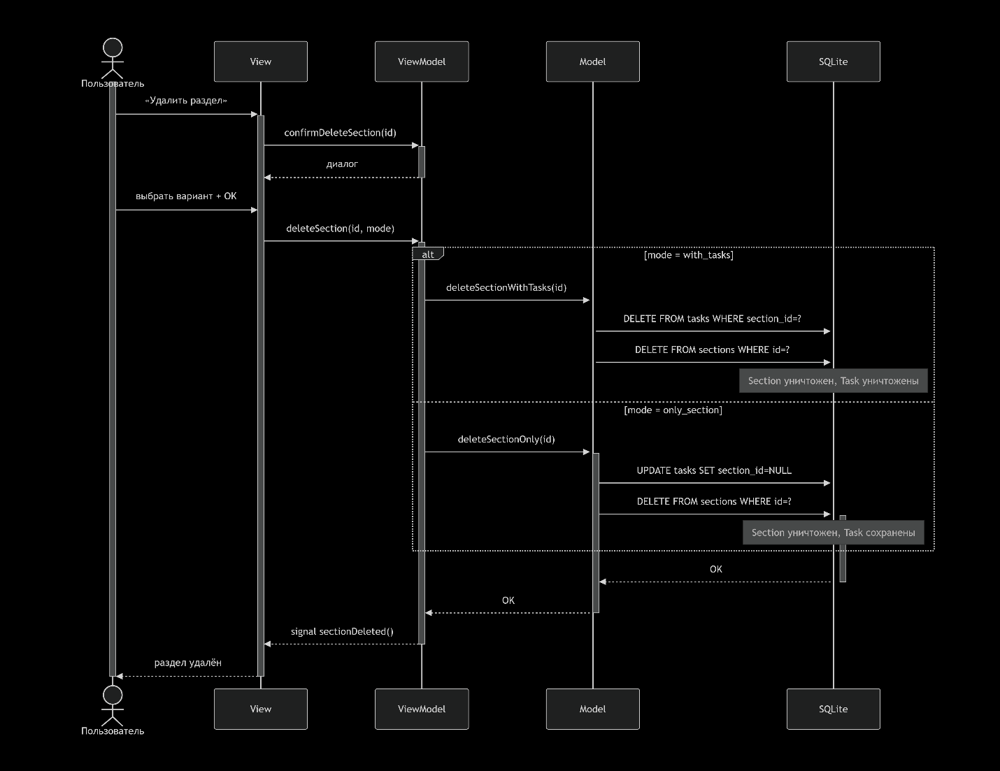 Пользователь
View
ViewModel
Model
SQLite
«Удалить раздел»
confirmDeleteSection(id)
диалог
выбрать вариант + OK
deleteSection(id, mode)
alt
[mode = with_tasks]
deleteSectionWithTasks(id)
DELETE FROM tasks WHERE section_id=?
DELETE FROM sections WHERE id=?
Section уничтожен, Task уничтожены
[mode = only_section]
deleteSectionOnly(id)
UPDATE tasks SET section_id=NULL
DELETE FROM sections WHERE id=?
Section уничтожен, Task сохранены
OK
OK
signal sectionDeleted()
раздел удалён
Пользователь
View
ViewModel
Model
SQLite